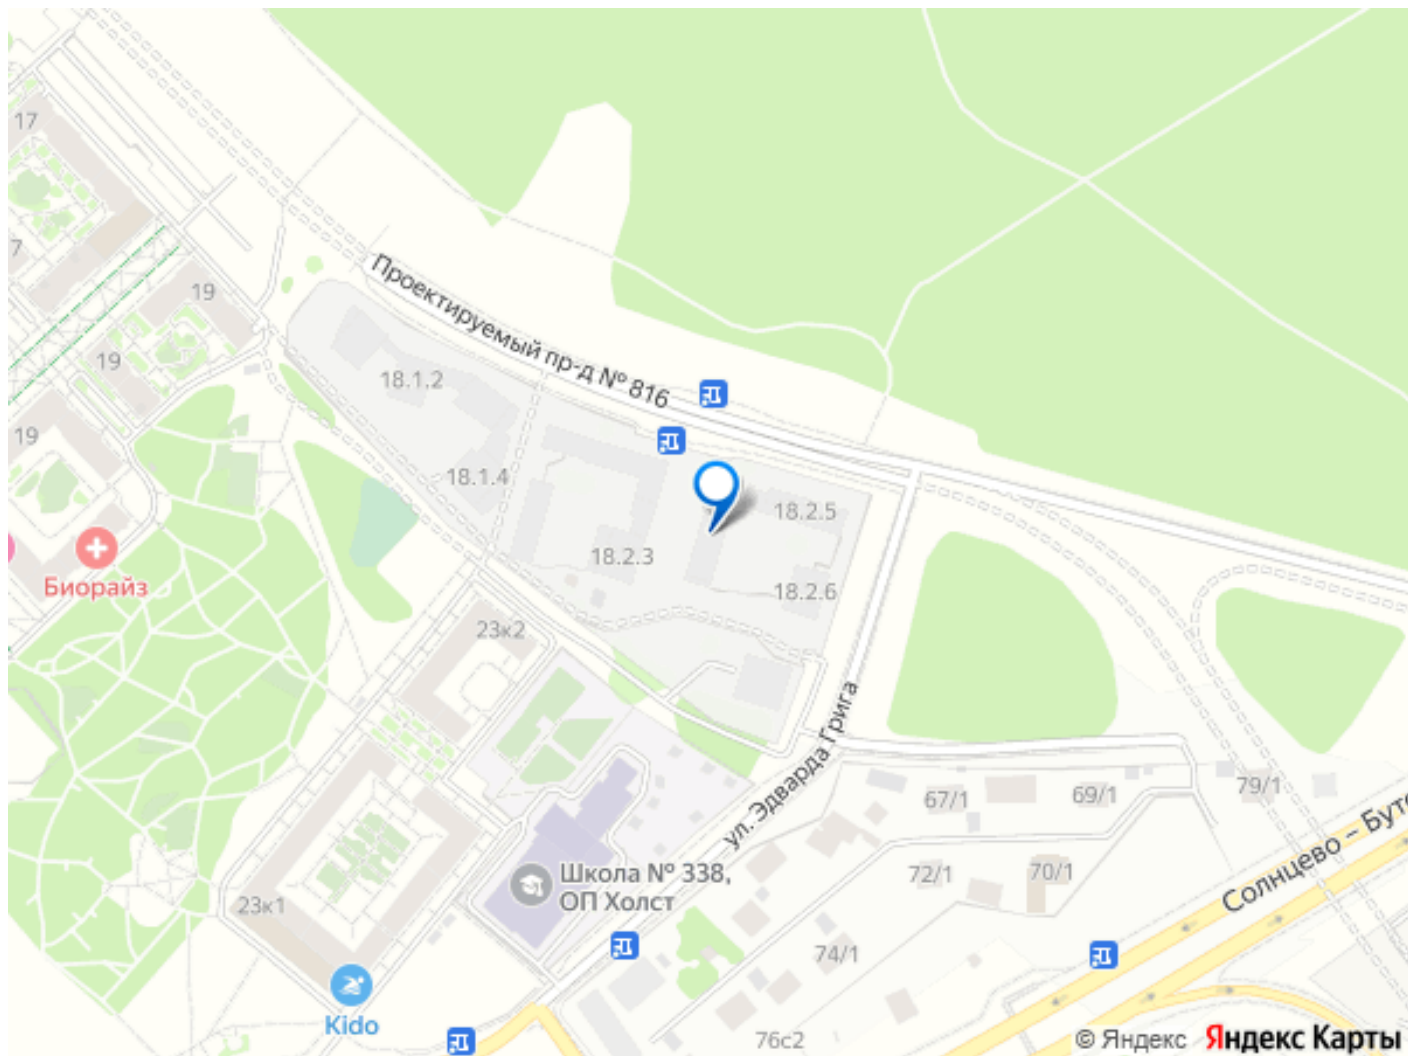 17
7
19
19
19
Проектируемый пр-д № 816
18.1.2
18.1.4
18.2.3
18.2.5
18.2.6
Биорайз
23к2
ул. Эдварда Грига
67/1
69/1
79/1
72/1
70/1
Солнцево – Буто
Школа № 338,
ОП Холст
23к1
74/1
Kido
76с2
© Яндекс Яндекс Карты